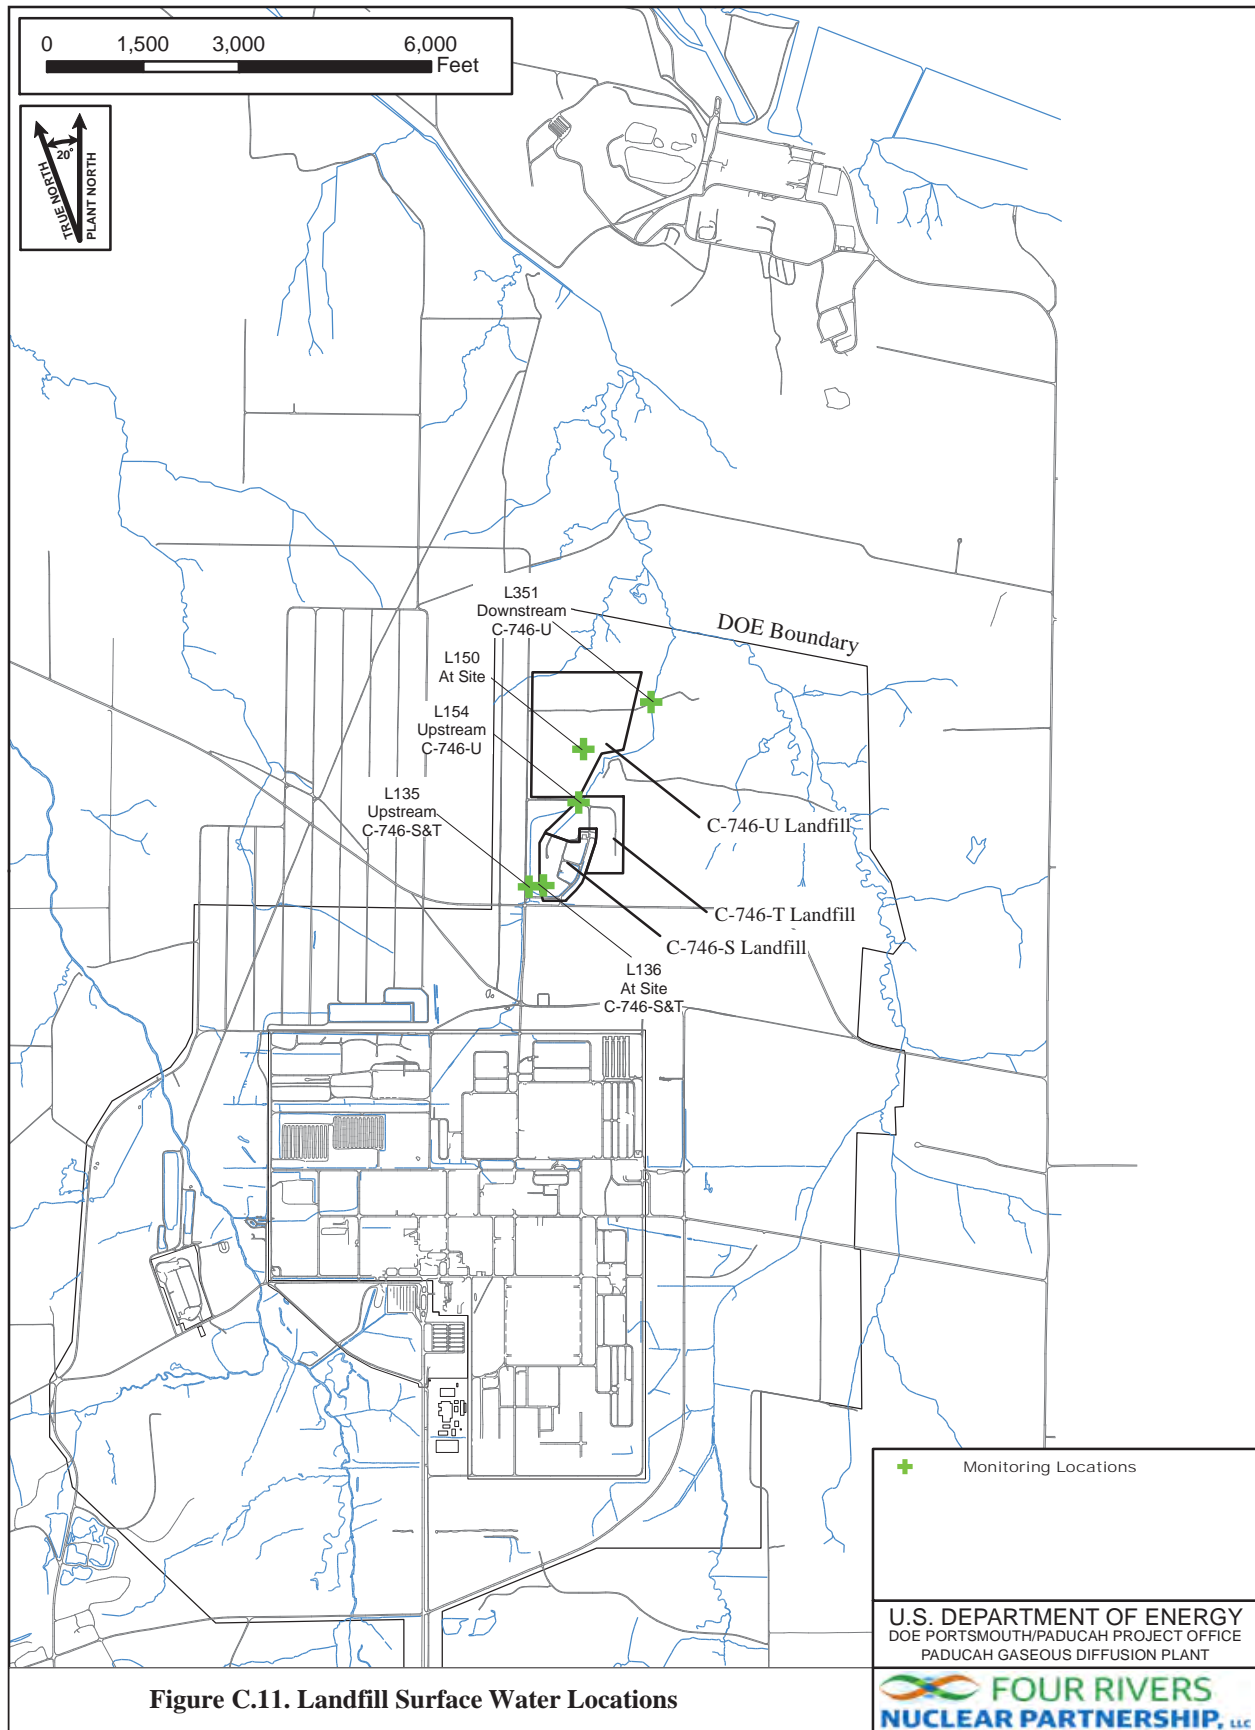 0 1,500 3,000 6,000
Feet
20°
TRUE NORTH
PLANT NORTH
L351
Downstream
C-746-U
DOE Boundary
L150
At Site
L154
Upstream
C-746-U
L135
Upstream
C-746-S&T
C-746-U Landfill
C-746-T Landfill
C-746-S Landfill
L136
At Site
C-746-S&T
Monitoring Locations
U.S. DEPARTMENT OF ENERGY
DOE PORTSMOUTH/PADUCAH PROJECT OFFICE
PADUCAH GASEOUS DIFFUSION PLANT
Figure C.11. Landfill Surface Water Locations
FOUR RIVERS
NUCLEAR PARTNERSHIP, LLC